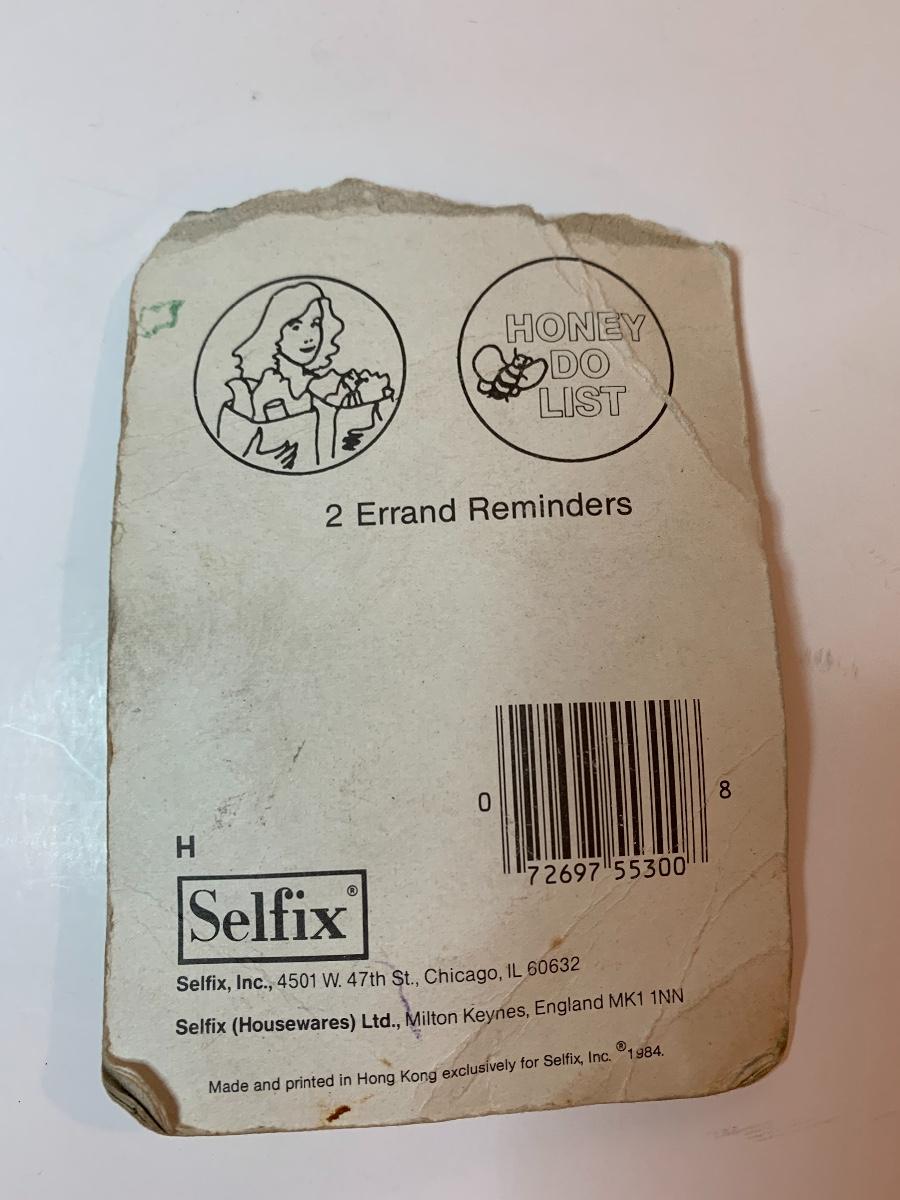 HONEY
DO
LIST
2 Errand Reminders
0 72697 55300 8
H
Selfix®
Selfix, Inc., 4501 W. 47th St., Chicago, IL 60632
Selfix (Housewares) Ltd., Milton Keynes, England MK1 1NN
Made and printed in Hong Kong exclusively for Selfix, Inc. ®1984.